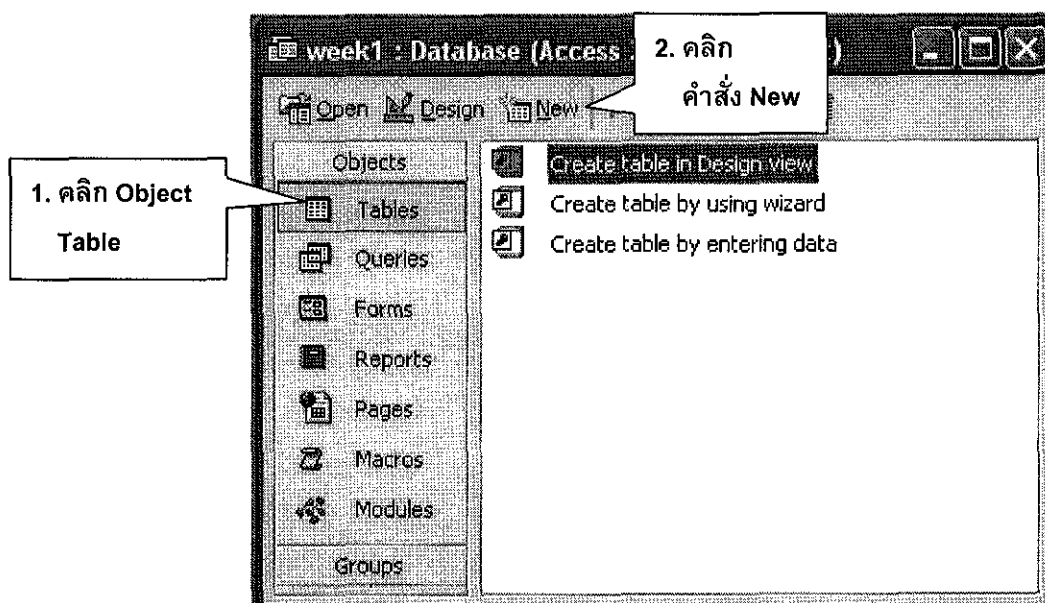 week1 : Database (Access
)
2. คลิก
คำสั่ง New
Open Design New
1. คลิก Object
Table
Objects
Tables
Queries
Forms
Reports
Pages
Macros
Modules
Groups
Create table in Design view
Create table by using wizard
Create table by entering data